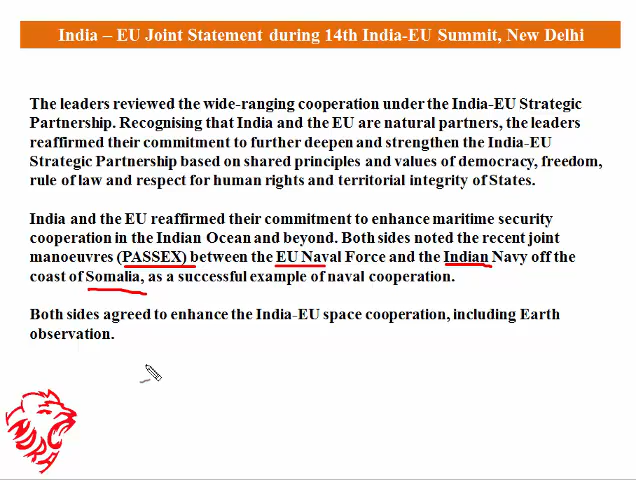 India – EU Joint Statement during 14th India-EU Summit, New Delhi
The leaders reviewed the wide-ranging cooperation under the India-EU Strategic
Partnership. Recognising that India and the EU are natural partners, the leaders
reaffirmed their commitment to further deepen and strengthen the India-EU
Strategic Partnership based on shared principles and values of democracy, freedom,
rule of law and respect for human rights and territorial integrity of States.
India and the EU reaffirmed their commitment to enhance maritime security
cooperation in the Indian Ocean and beyond. Both sides noted the recent joint
manoeuvres (PASSEX) between the EU Naval Force and the Indian Navy off the
coast of Somalia, as a successful example of naval cooperation.
Both sides agreed to enhance the India-EU space cooperation, including Earth
observation.